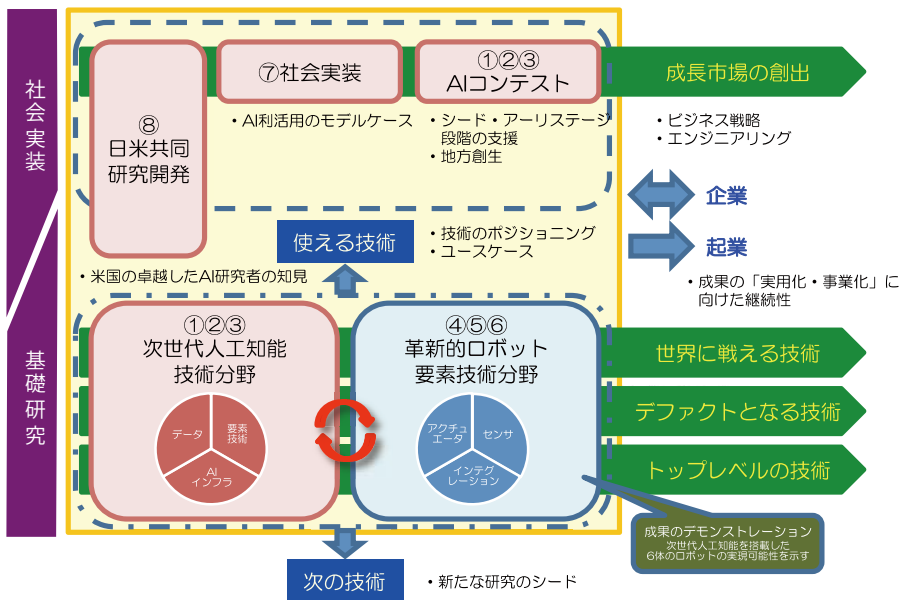 社会実装
基礎研究
⑧
日米共同
研究開発
⑦社会実装
・AI利活用のモデルケース
①②③
AIコンテスト
・シード・アーリステージ
段階の支援
・地方創生
成長市場の創出
・ビジネス戦略
・エンジニアリング
企業
起業
・成果の「実用化・事業化」に
向けた継続性
使える技術
・技術のポジショニング
・ユースケース
・米国の卓越したAI研究者の知見
①②③
次世代人工知能
技術分野
データ
要素
技術
AI
インフラ
④⑤⑥
革新的ロボット
要素技術分野
アクチュ
エータ
センサ
インテグ
レーション
世界に戦える技術
デファクトとなる技術
トップレベルの技術
成果のデモンストレーション
次世代人工知能を搭載した
6体のロボットの実現可能性を示す
次の技術
・新たな研究のシード